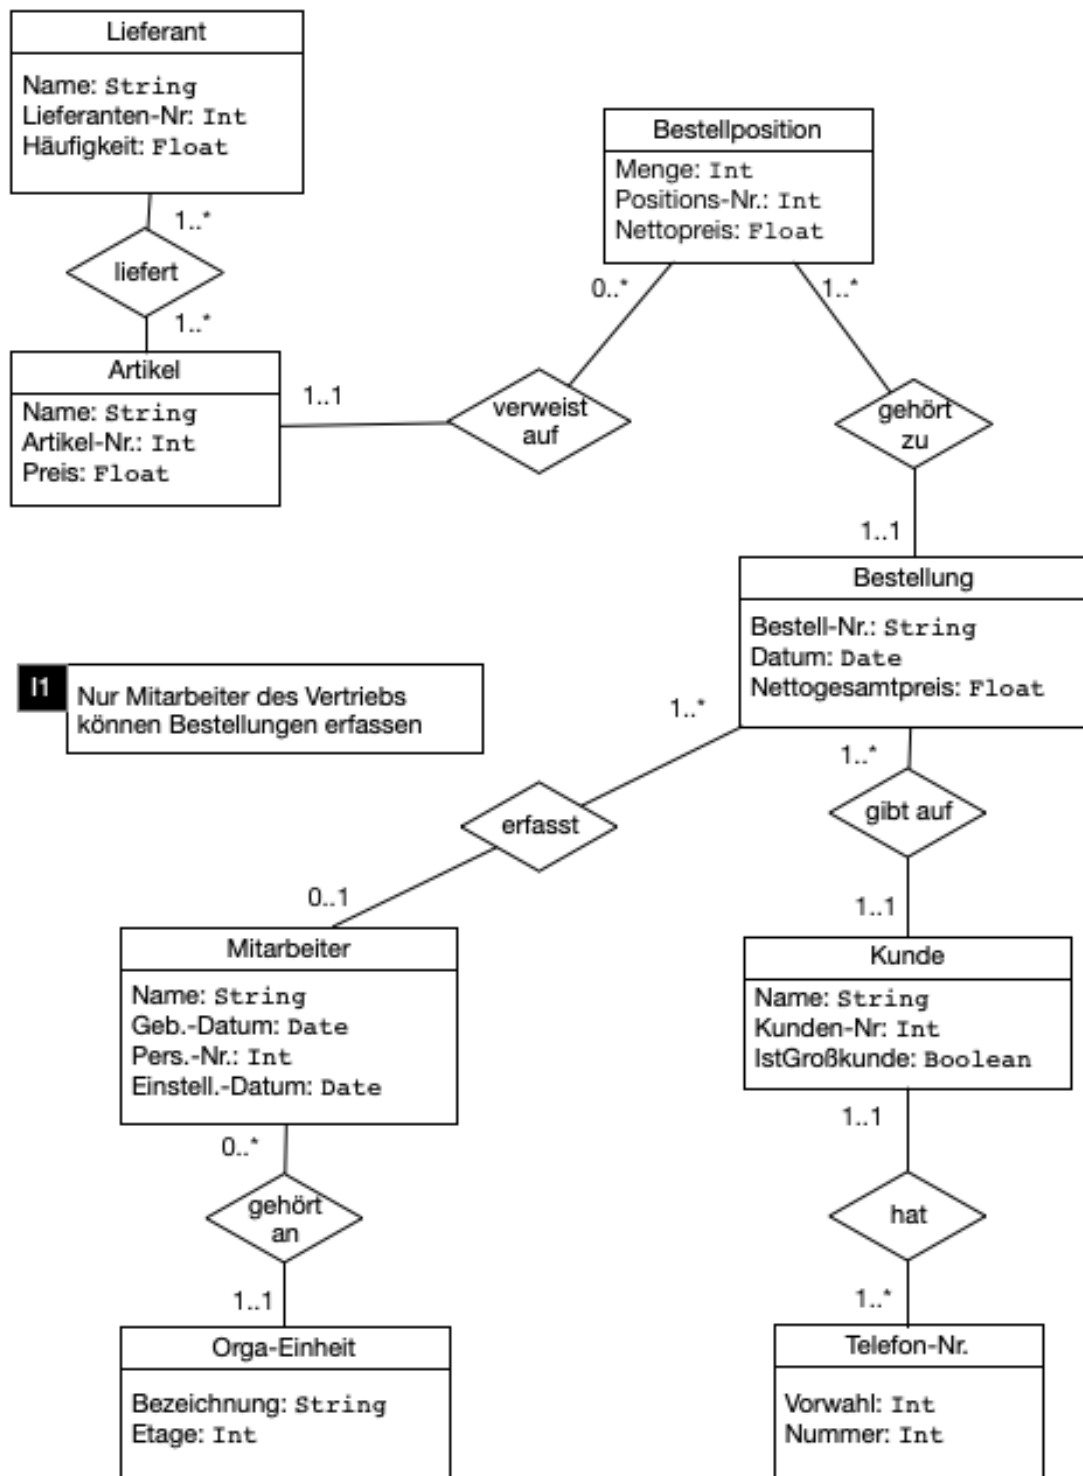 Lieferant
Name: String
Lieferanten-Nr: Int
Häufigkeit: Float
1..*
liefert
1..*
Artikel
Name: String
Artikel-Nr.: Int
Preis: Float
1..1
verweist
auf
0..*
Bestellposition
Menge: Int
Positions-Nr.: Int
Nettopreis: Float
1..*
gehört
zu
1..1
Bestellung
Bestell-Nr.: String
Datum: Date
Nettogesamtpreis: Float
I1
Nur Mitarbeiter des Vertriebs
können Bestellungen erfassen
1..*
erfasst
0..1
1..*
gibt auf
1..1
Mitarbeiter
Name: String
Geb.-Datum: Date
Pers.-Nr.: Int
Einstell.-Datum: Date
0..*
gehört
an
1..1
Orga-Einheit
Bezeichnung: String
Etage: Int
Kunde
Name: String
Kunden-Nr: Int
IstGroßkunde: Boolean
1..1
hat
1..*
Telefon-Nr.
Vorwahl: Int
Nummer: Int